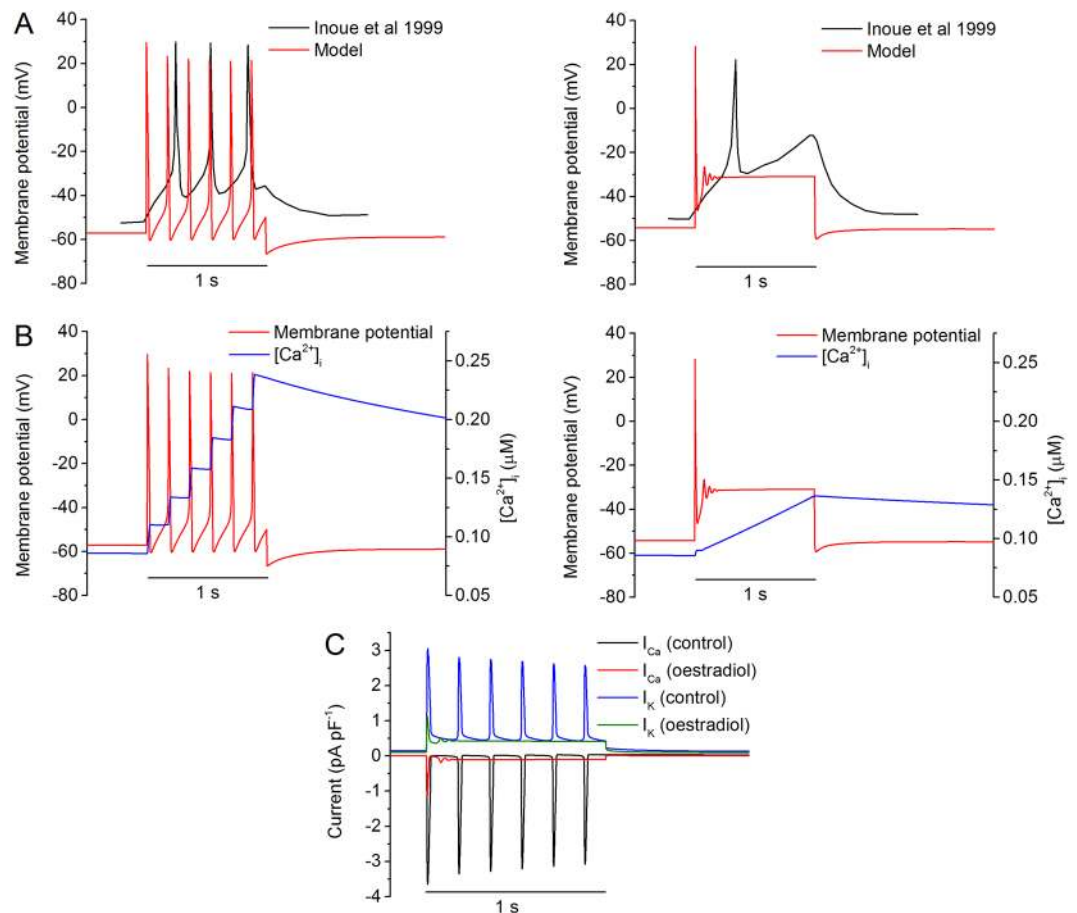 A
Membrane potential (mV)
40
20
0
-20
-40
-60
-80
Inoue et al 1999
Model
1 s
Membrane potential (mV)
40
20
0
-20
-40
-60
-80
Inoue et al 1999
Model
1 s
B
Membrane potential (mV)
40
20
0
-20
-40
-60
-80
Membrane potential
[Ca²⁺]ᵢ
1 s
0.25
0.20
0.15
0.10
0.05
[Ca²⁺]ᵢ (μM)
Membrane potential (mV)
40
20
0
-20
-40
-60
-80
Membrane potential
[Ca²⁺]ᵢ
1 s
0.25
0.20
0.15
0.10
0.05
[Ca²⁺]ᵢ (μM)
C
Current (pA pF⁻¹)
3
2
1
0
-1
-2
-3
-4
I_Ca (control)
I_Ca (oestradiol)
I_K (control)
I_K (oestradiol)
1 s